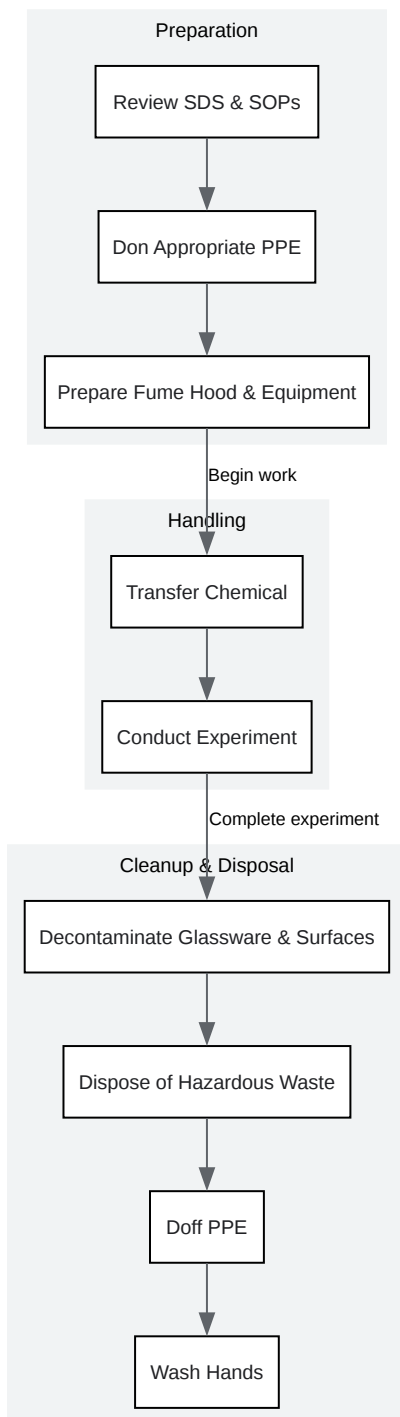 Preparation
Review SDS & SOPs
Don Appropriate PPE
Prepare Fume Hood & Equipment
Begin work
Handling
Transfer Chemical
Conduct Experiment
Complete experiment
Cleanup & Disposal
Decontaminate Glassware & Surfaces
Dispose of Hazardous Waste
Doff PPE
Wash Hands